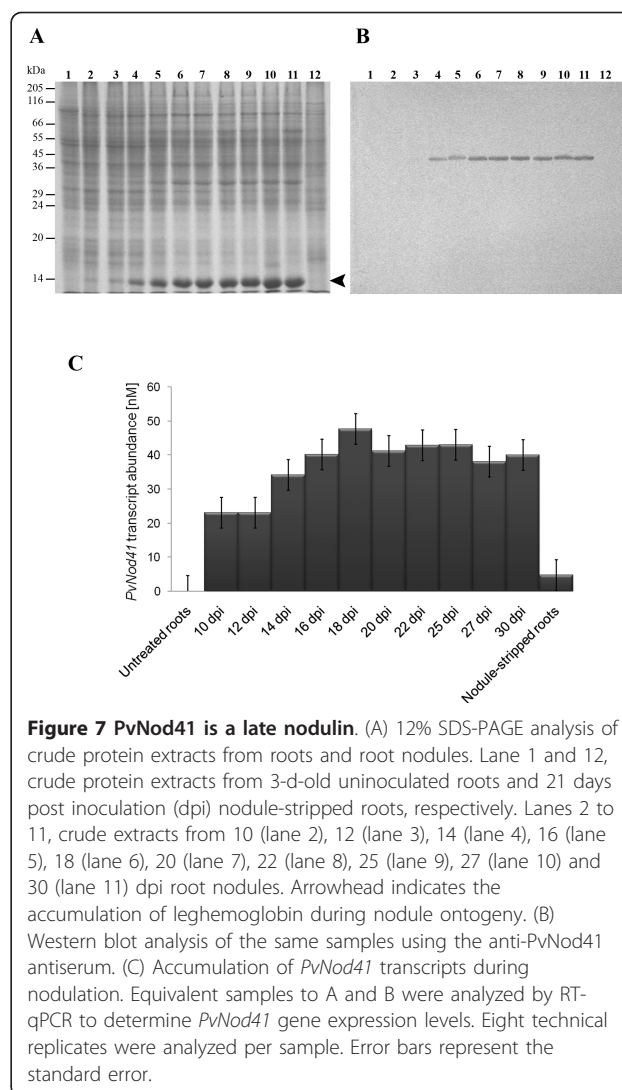 A
B
kDa
1 2 3 4 5 6 7 8 9 10 11 12
1 2 3 4 5 6 7 8 9 10 11 12
205
116
66
55
45
36
29
24
20
14
C
PvNod41 transcript abundance [nM]
60
50
40
30
20
10
0
Untreated roots
10 dpi
12 dpi
14 dpi
16 dpi
18 dpi
20 dpi
22 dpi
25 dpi
27 dpi
30 dpi
Nodule-stripped roots
Figure 7 PvNod41 is a late nodulin. (A) 12% SDS-PAGE analysis of
crude protein extracts from roots and root nodules. Lane 1 and 12,
crude protein extracts from 3-d-old uninoculated roots and 21 days
post inoculation (dpi) nodule-stripped roots, respectively. Lanes 2 to
11, crude extracts from 10 (lane 2), 12 (lane 3), 14 (lane 4), 16 (lane
5), 18 (lane 6), 20 (lane 7), 22 (lane 8), 25 (lane 9), 27 (lane 10) and
30 (lane 11) dpi root nodules. Arrowhead indicates the
accumulation of leghemoglobin during nodule ontogeny. (B)
Western blot analysis of the same samples using the anti-PvNod41
antiserum. (C) Accumulation of PvNod41 transcripts during
nodulation. Equivalent samples to A and B were analyzed by RT-
qPCR to determine PvNod41 gene expression levels. Eight technical
replicates were analyzed per sample. Error bars represent the
standard error.